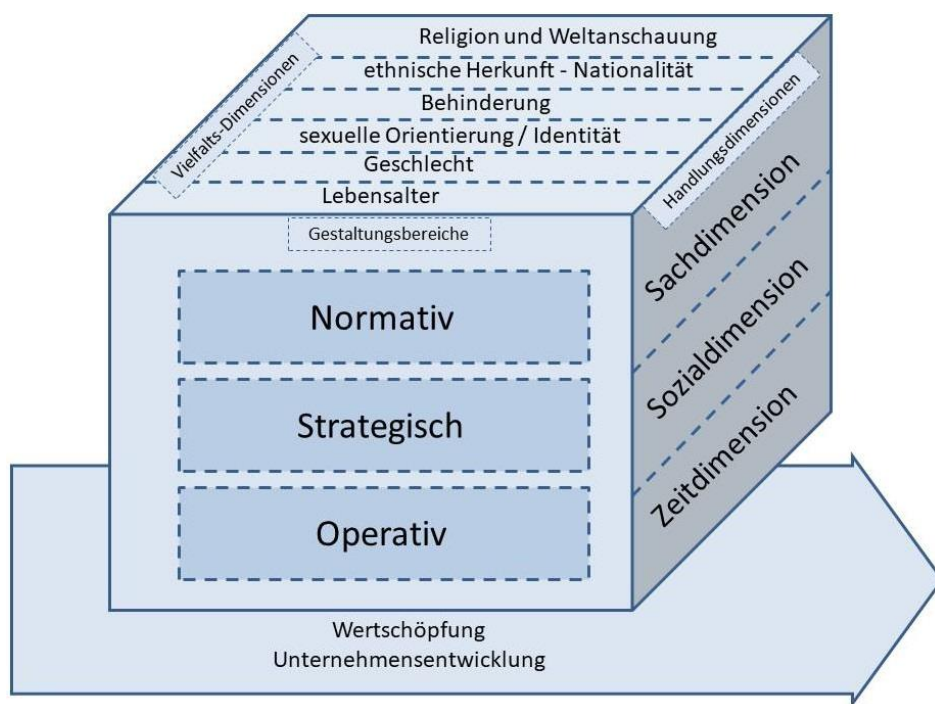 Religion und Weltanschauung
ethnische Herkunft - Nationalität
Behinderung
sexuelle Orientierung / Identität
Geschlecht
Lebensalter
Vielfalts-Dimensionen
Handlungsdimensionen
Gestaltungsbereiche
Normativ
Strategisch
Operativ
Sachdimension
Sozialdimension
Zeitdimension
Wertschöpfung
Unternehmensentwicklung